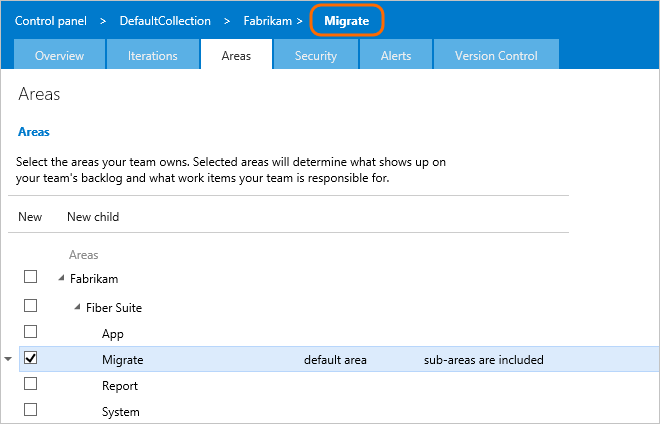 Control panel > DefaultCollection > Fabrikam > Migrate
Overview Iterations Areas Security Alerts Version Control
Areas
Areas
Select the areas your team owns. Selected areas will determine what shows up on
your team's backlog and what work items your team is responsible for.
New New child
Areas
Fabrikam
Fiber Suite
App
Migrate default area sub-areas are included
Report
System